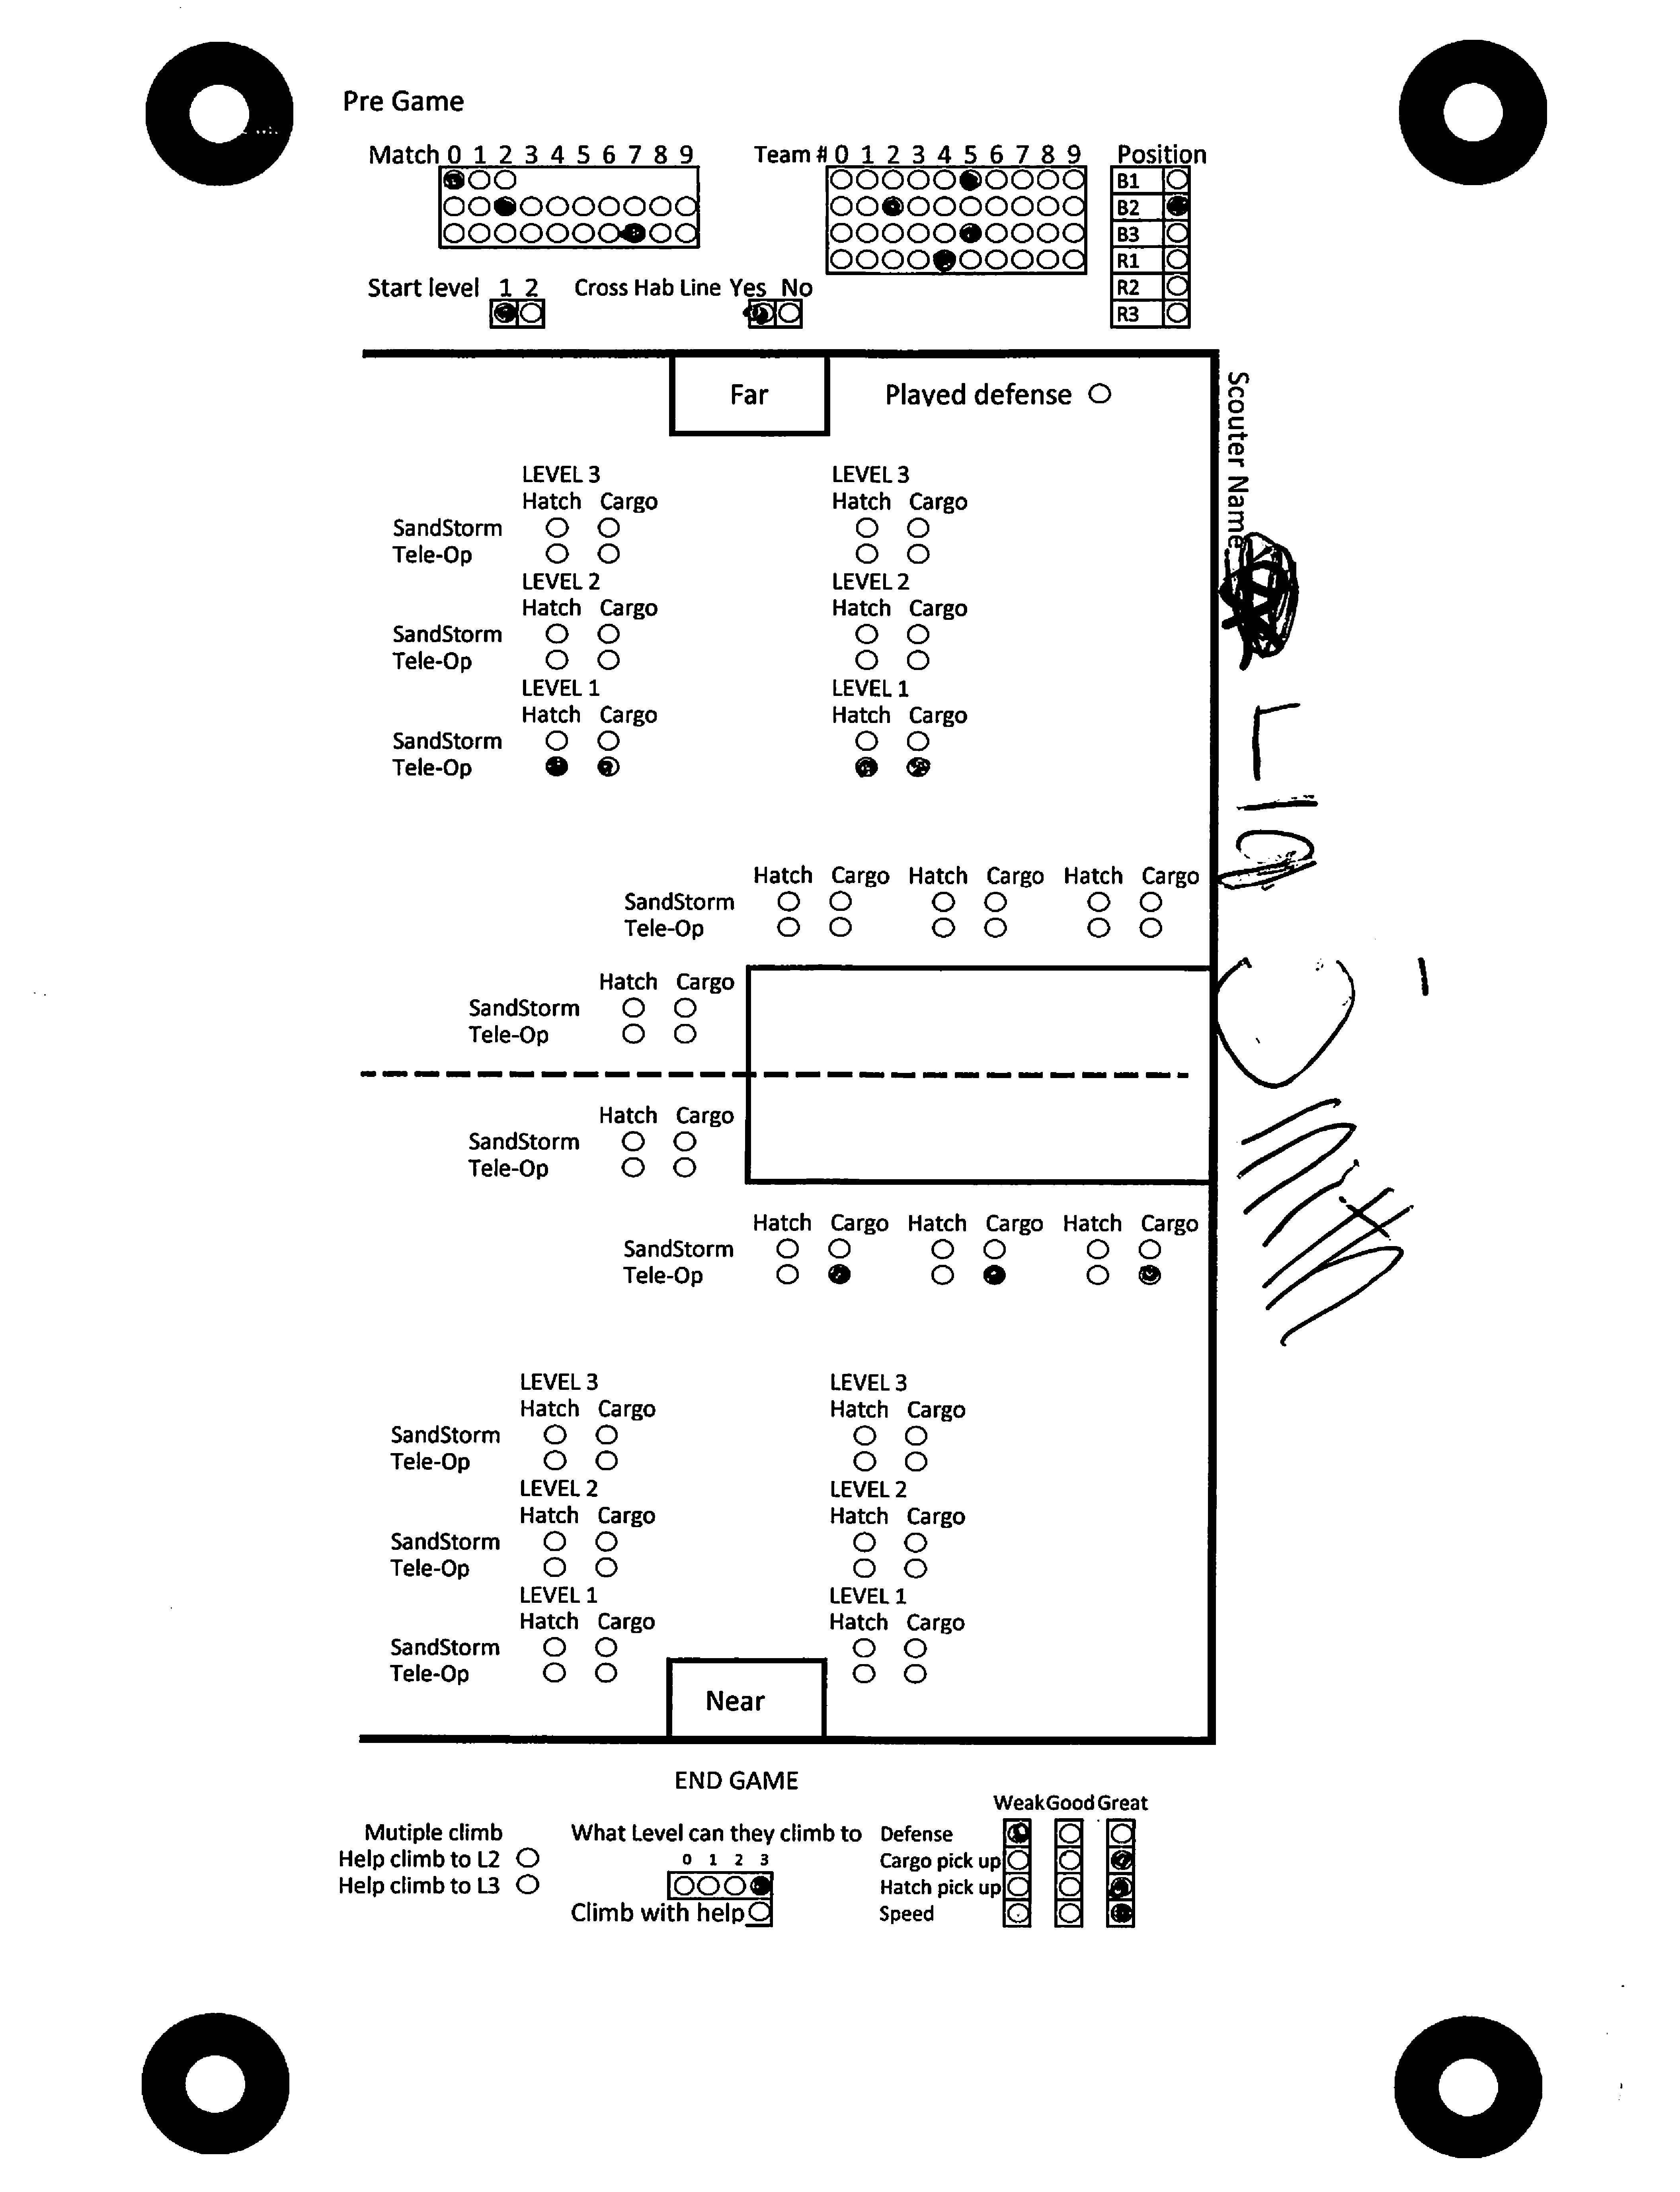 Pre Game
Match 0 1 2 3 4 5 6 7 8 9
Team # 0 1 2 3 4 5 6 7 8 9
Position
B1
B2
B3
R1
R2
R3
Start level 1 2
Cross Hab Line Yes No
Far
Played defense
Scouter Name
LEVEL 3 LEVEL 3
Hatch Cargo Hatch Cargo
SandStorm
Tele-Op
LEVEL 2 LEVEL 2
Hatch Cargo Hatch Cargo
SandStorm
Tele-Op
LEVEL 1 LEVEL 1
Hatch Cargo Hatch Cargo
SandStorm
Tele-Op
Hatch Cargo Hatch Cargo Hatch Cargo
SandStorm
Tele-Op
Hatch Cargo
SandStorm
Tele-Op
Hatch Cargo
SandStorm
Tele-Op
Hatch Cargo Hatch Cargo Hatch Cargo
SandStorm
Tele-Op
LEVEL 3 LEVEL 3
Hatch Cargo Hatch Cargo
SandStorm
Tele-Op
LEVEL 2 LEVEL 2
Hatch Cargo Hatch Cargo
SandStorm
Tele-Op
LEVEL 1 LEVEL 1
Hatch Cargo Hatch Cargo
SandStorm
Tele-Op
Near
END GAME
Mutiple climb
Help climb to L2
Help climb to L3
What Level can they climb to
0 1 2 3
Climb with help
Weak Good Great
Defense
Cargo pick up
Hatch pick up
Speed